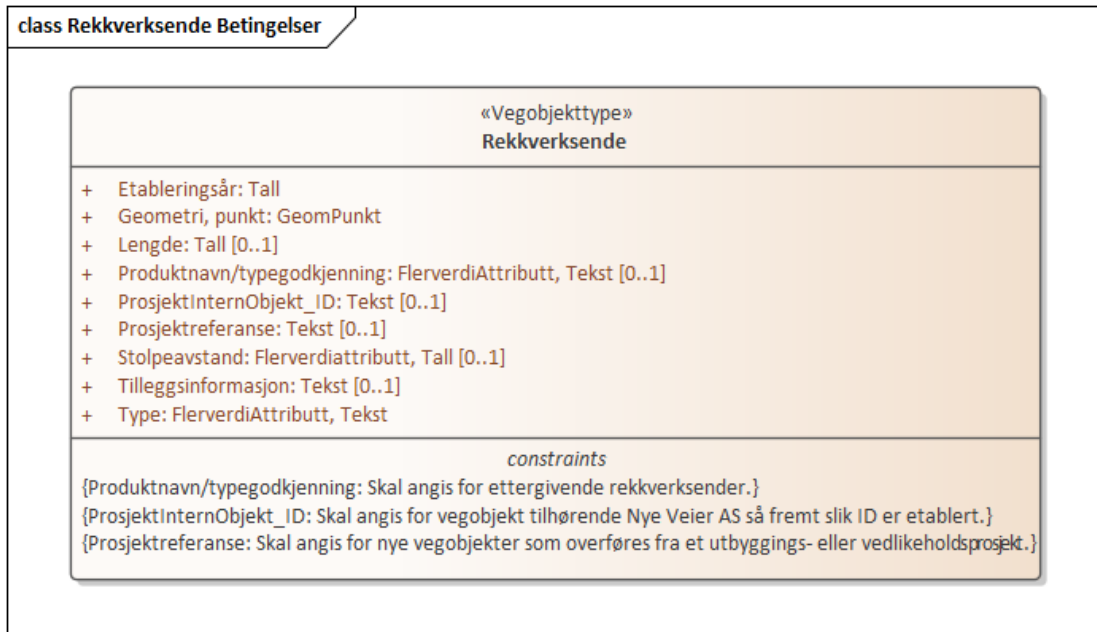 class Rekkverksende Betingelser
«Vegobjekttype»
Rekkverksende
+ Etableringsår: Tall
+ Geometri, punkt: GeomPunkt
+ Lengde: Tall [0..1]
+ Produktnavn/typegodkjenning: FlerverdiAttributt, Tekst [0..1]
+ ProsjektInternObjekt_ID: Tekst [0..1]
+ Prosjektreferanse: Tekst [0..1]
+ Stolpeavstand: Flerverdiattributt, Tall [0..1]
+ Tilleggsinformasjon: Tekst [0..1]
+ Type: FlerverdiAttributt, Tekst
constraints
{Produktnavn/typegodkjenning: Skal angis for ettergivende rekkverksender.}
{ProsjektInternObjekt_ID: Skal angis for vegobjekt tilhørende Nye Veier AS så fremt slik ID er etablert.}
{Prosjektreferanse: Skal angis for nye vegobjekter som overføres fra et utbyggings- eller vedlikeholdsprosjekt.}